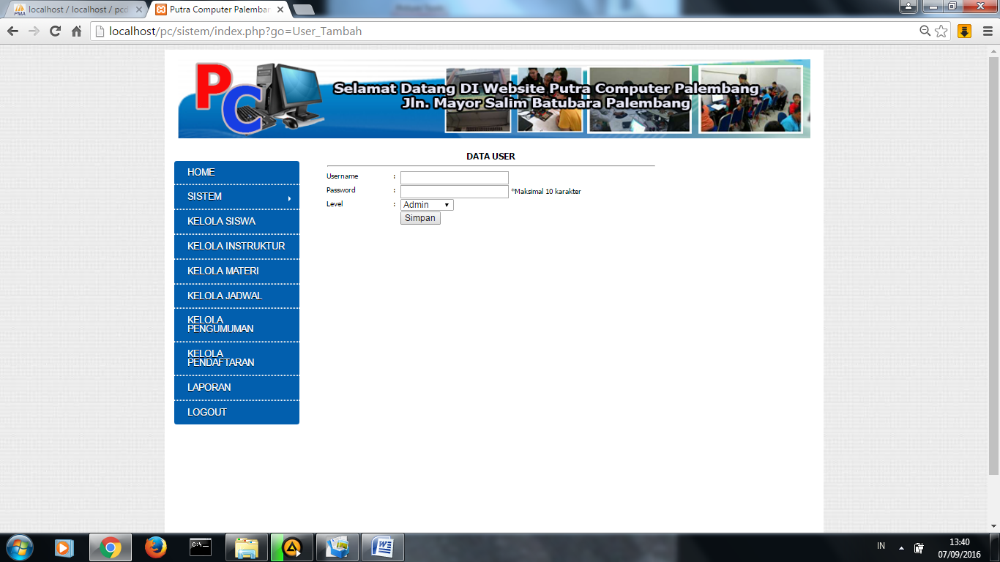 PMA
localhost / localhost / pcd
Putra Computer Palemban
localhost/pc/sistem/index.php?go=User_Tambah
PC
Selamat Datang DI Website Putra Computer Palembang
Jln. Mayor Salim Batubara Palembang
DATA USER
HOME
SISTEM
KELOLA SISWA
KELOLA INSTRUKTUR
KELOLA MATERI
KELOLA JADWAL
KELOLA
PENGUMUMAN
KELOLA
PENDAFTARAN
LAPORAN
LOGOUT
Username :
Password : *Maksimal 10 karakter
Level : Admin
Simpan
IN
13:40
07/09/2016